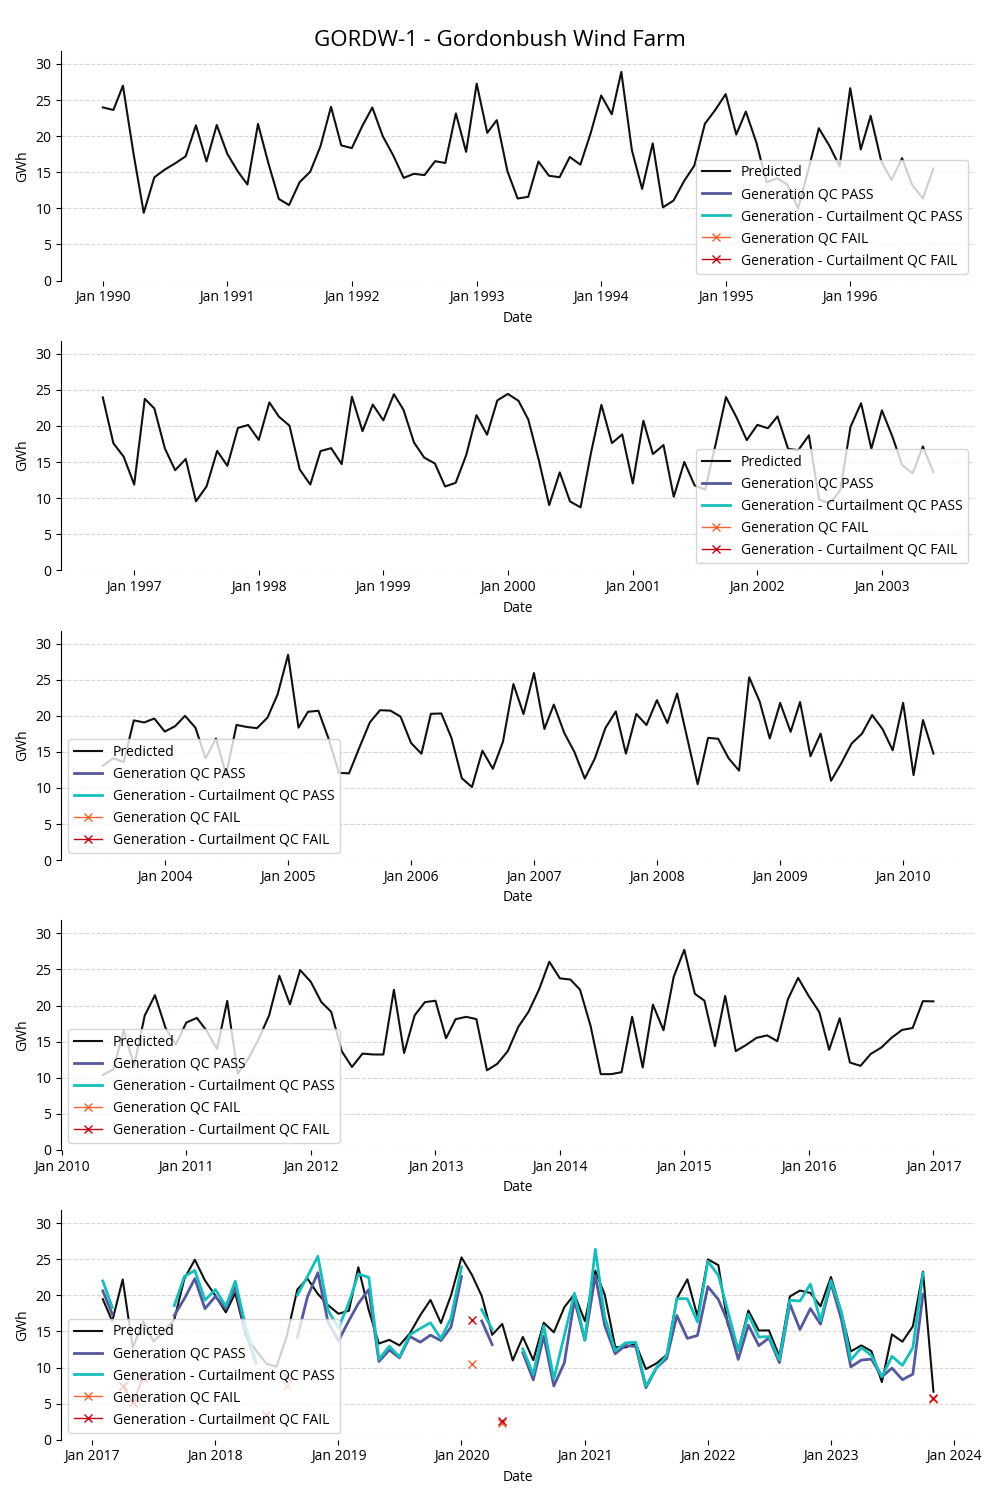 GORDW-1 - Gordonbush Wind Farm
30
25
20
15
10
5
0
GWh
Predicted
Generation QC PASS
Generation - Curtailment QC PASS
Generation QC FAIL
Generation - Curtailment QC FAIL
Jan 1990 Jan 1991 Jan 1992 Jan 1993 Jan 1994 Jan 1995 Jan 1996
Date
30
25
20
15
10
5
0
GWh
Predicted
Generation QC PASS
Generation - Curtailment QC PASS
Generation QC FAIL
Generation - Curtailment QC FAIL
Jan 1997 Jan 1998 Jan 1999 Jan 2000 Jan 2001 Jan 2002 Jan 2003
Date
30
25
20
15
10
5
0
GWh
Predicted
Generation QC PASS
Generation - Curtailment QC PASS
Generation QC FAIL
Generation - Curtailment QC FAIL
Jan 2004 Jan 2005 Jan 2006 Jan 2007 Jan 2008 Jan 2009 Jan 2010
Date
30
25
20
15
10
5
0
GWh
Predicted
Generation QC PASS
Generation - Curtailment QC PASS
Generation QC FAIL
Generation - Curtailment QC FAIL
Jan 2010 Jan 2011 Jan 2012 Jan 2013 Jan 2014 Jan 2015 Jan 2016 Jan 2017
Date
30
25
20
15
10
5
0
GWh
Predicted
Generation QC PASS
Generation - Curtailment QC PASS
Generation QC FAIL
Generation - Curtailment QC FAIL
Jan 2017 Jan 2018 Jan 2019 Jan 2020 Jan 2021 Jan 2022 Jan 2023 Jan 2024
Date